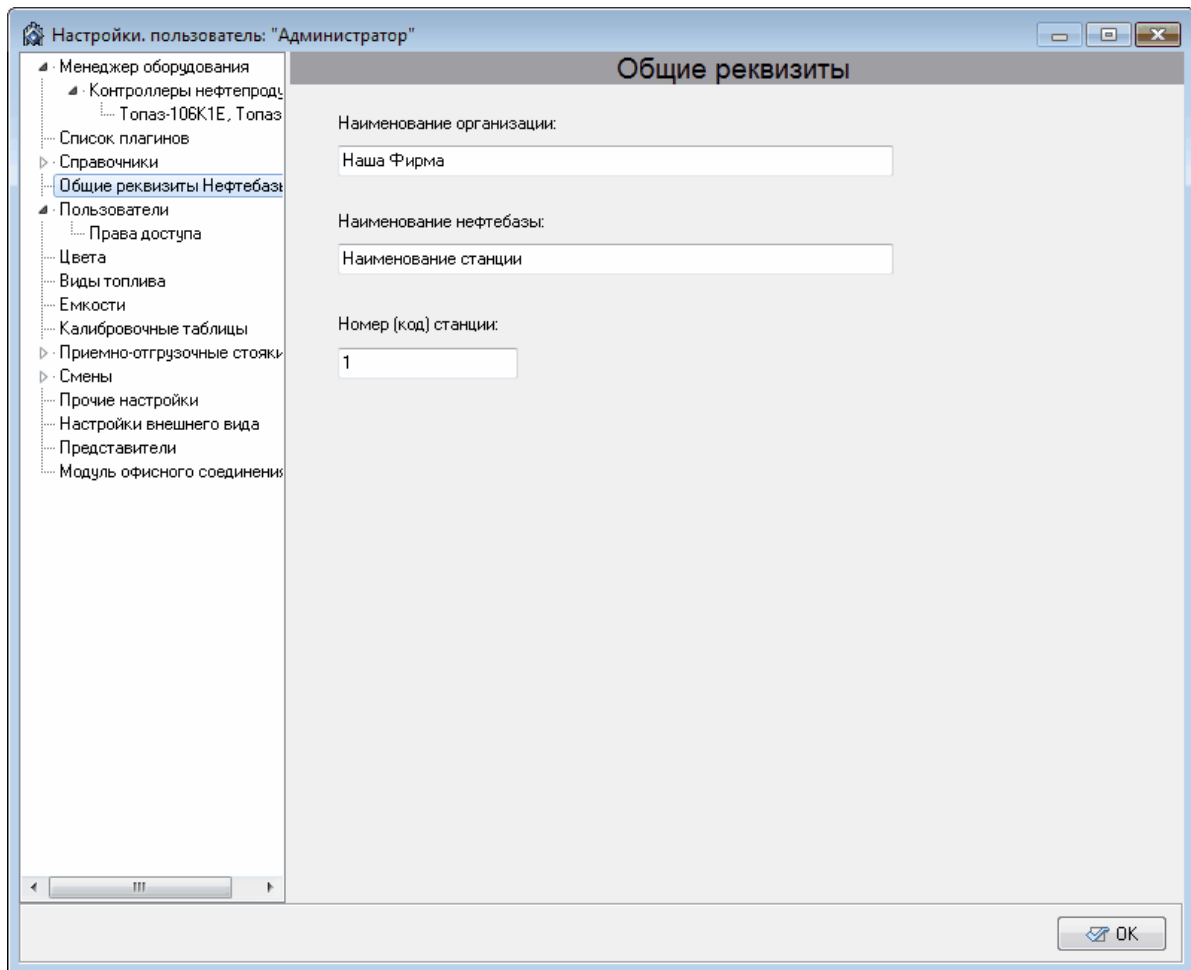 Настройки. пользователь: "Администратор"
Менеджер оборудования
Контроллеры нефтепроду
Топаз-106К1Е, Топаз
Список плагинов
Справочники
Общие реквизиты Нефтебазы
Пользователи
Права доступа
Цвета
Виды топлива
Емкости
Калибровочные таблицы
Приемно-отгрузочные стояки
Смены
Прочие настройки
Настройки внешнего вида
Представители
Модуль офисного соединения
Общие реквизиты
Наименование организации:
Наша Фирма
Наименование нефтебазы:
Наименование станции
Номер (код) станции:
1
OK